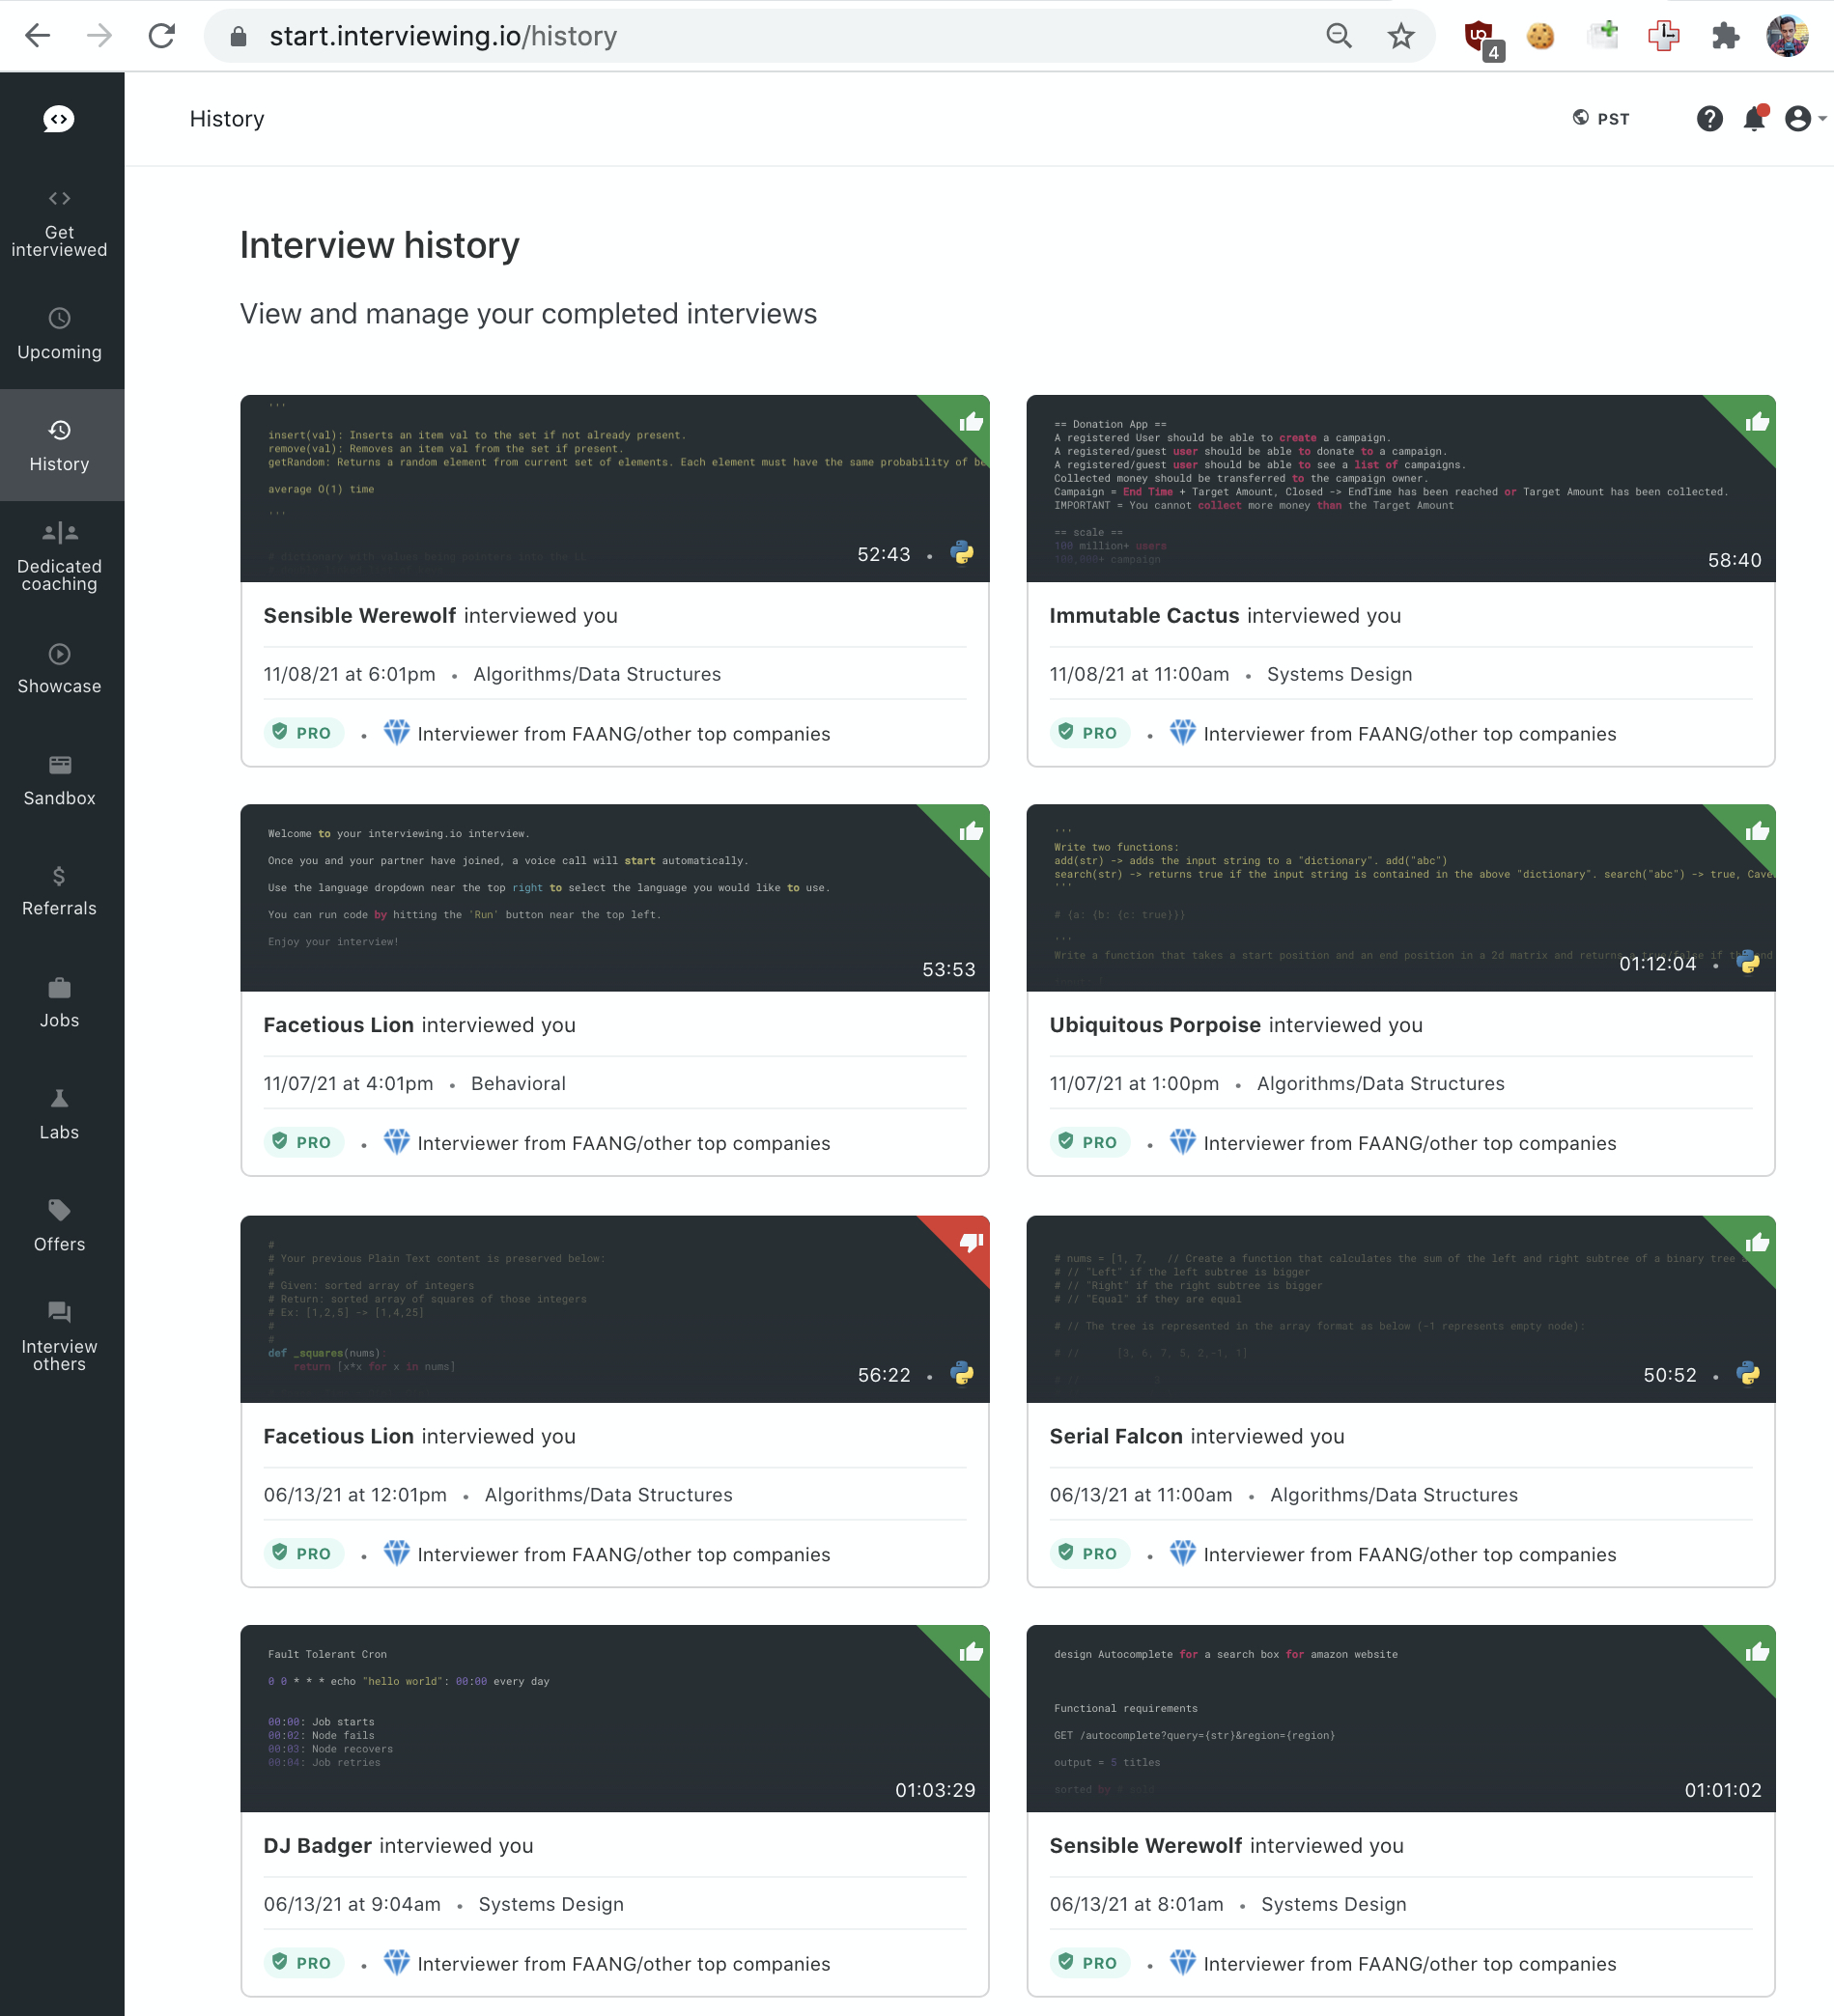 start.interviewing.io/history
4
History
PST
Get
interviewed
Upcoming
History
Dedicated
coaching
Showcase
Sandbox
Referrals
Jobs
Labs
Offers
Interview
others
Interview history
View and manage your completed interviews
'''
insert(val): Inserts an item val to the set if not already present.
remove(val): Removes an item val from the set if present.
getRandom: Returns a random element from current set of elements. Each element must have the same probability of be
average O(1) time
'''
# dictionary with values being pointers into the li
52:43
Sensible Werewolf interviewed you
11/08/21 at 6:01pm • Algorithms/Data Structures
PRO • Interviewer from FAANG/other top companies
== Donation App ==
A registered User should be able to create a campaign.
A registered/guest user should be able to donate to a campaign.
A registered/guest user should be able to see a list of campaigns.
Collected money should be transferred to the campaign owner.
Campaign = End Time + Target Amount, Closed -> EndTime has been reached or Target Amount has been collected.
IMPORTANT = You cannot collect more money than the Target Amount
== scale ==
100 million+ users
100,000+ campaign
58:40
Immutable Cactus interviewed you
11/08/21 at 11:00am • Systems Design
PRO • Interviewer from FAANG/other top companies
Welcome to your interviewing.io interview.
Once you and your partner have joined, a voice call will start automatically.
Use the language dropdown near the top right to select the language you would like to use.
You can run code by hitting the 'Run' button near the top left.
Enjoy your interview!
53:53
Facetious Lion interviewed you
11/07/21 at 4:01pm • Behavioral
PRO • Interviewer from FAANG/other top companies
'''
Write two functions:
add(str) -> adds the input string to a "dictionary". add("abc")
search(str) -> returns true if the input string is contained in the above "dictionary". search("abc") -> true, Cave
'''
# {a: {b: {c: true}}}
'''
Write a function that takes a start position and an end position in a 2d matrix and returns a true/false if the end
01:12:04
Ubiquitous Porpoise interviewed you
11/07/21 at 1:00pm • Algorithms/Data Structures
PRO • Interviewer from FAANG/other top companies
#
# Your previous Plain Text content is preserved below:
#
# Given: sorted array of integers
# Return: sorted array of squares of those integers
# Ex: [1,2,5] -> [1,4,25]
#
#
def _squares(nums):
return [x*x for x in nums]
56:22
Facetious Lion interviewed you
06/13/21 at 12:01pm • Algorithms/Data Structures
PRO • Interviewer from FAANG/other top companies
# nums = [1, 7, // Create a function that calculates the sum of the left and right subtree of a binary tree
# // "Left" if the left subtree is bigger
# // "Right" if the right subtree is bigger
# // "Equal" if they are equal
# // The tree is represented in the array format as below (-1 represents empty node):
# // [3, 6, 7, 5, 2,-1, 1]
# // 3
50:52
Serial Falcon interviewed you
06/13/21 at 11:00am • Algorithms/Data Structures
PRO • Interviewer from FAANG/other top companies
Fault Tolerant Cron
0 0 * * * echo "hello world": 00:00 every day
00:00: Job starts
00:02: Node fails
00:03: Node recovers
00:04: Job retries
01:03:29
DJ Badger interviewed you
06/13/21 at 9:04am • Systems Design
PRO • Interviewer from FAANG/other top companies
design Autocomplete for a search box for amazon website
Functional requirements
GET /autocomplete?query={str}&region={region}
output = 5 titles
sorted by # sold
01:01:02
Sensible Werewolf interviewed you
06/13/21 at 8:01am • Systems Design
PRO • Interviewer from FAANG/other top companies